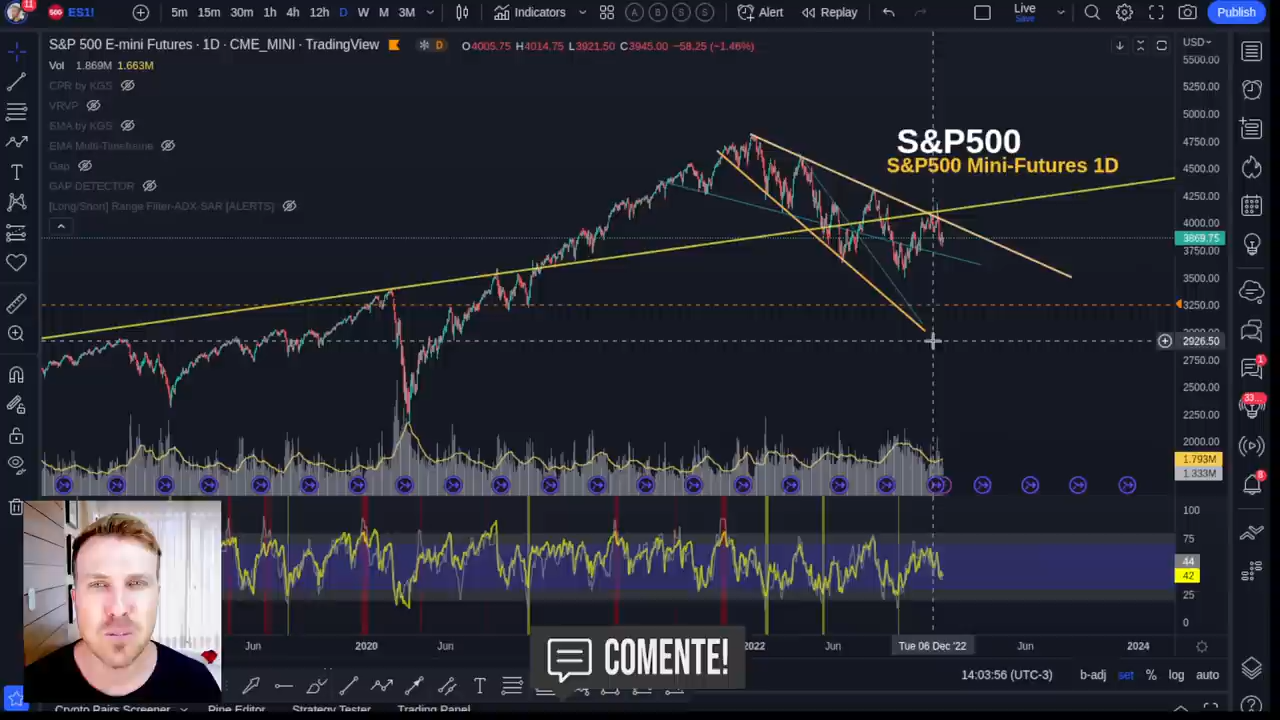 11
500 ES1!
5m 15m 30m 1h 4h 12h D W M 3M
Indicators
A B S S
Alert
Replay
Live
Save
Publish
S&P 500 E-mini Futures · 1D · CME_MINI · TradingView
D
O4005.75 H4014.75 L3921.50 C3945.00 −58.25 (−1.46%)
USD
Vol 1.869M 1.663M
CPR by KGS
VRVP
EMA by KGS
EMA Multi-Timeframe
Gap
GAP DETECTOR
[Long/Short] Range Filter-ADX-SAR [ALERTS]
S&P500
S&P500 Mini-Futures 1D
5500.00
5250.00
5000.00
4750.00
4500.00
4250.00
4000.00
3869.75
3750.00
3500.00
3250.00
2926.50
2750.00
2500.00
2250.00
2000.00
1.793M
1.333M
100
75
44
42
25
0
1
33...
8
Jun
2020
Jun
2022
Jun
Tue 06 Dec '22
Jun
2024
COMENTE!
14:03:56 (UTC-3)
b-adj set % log auto
Crypto Pairs Screener
Pine Editor
Strategy Tester
Trading Panel